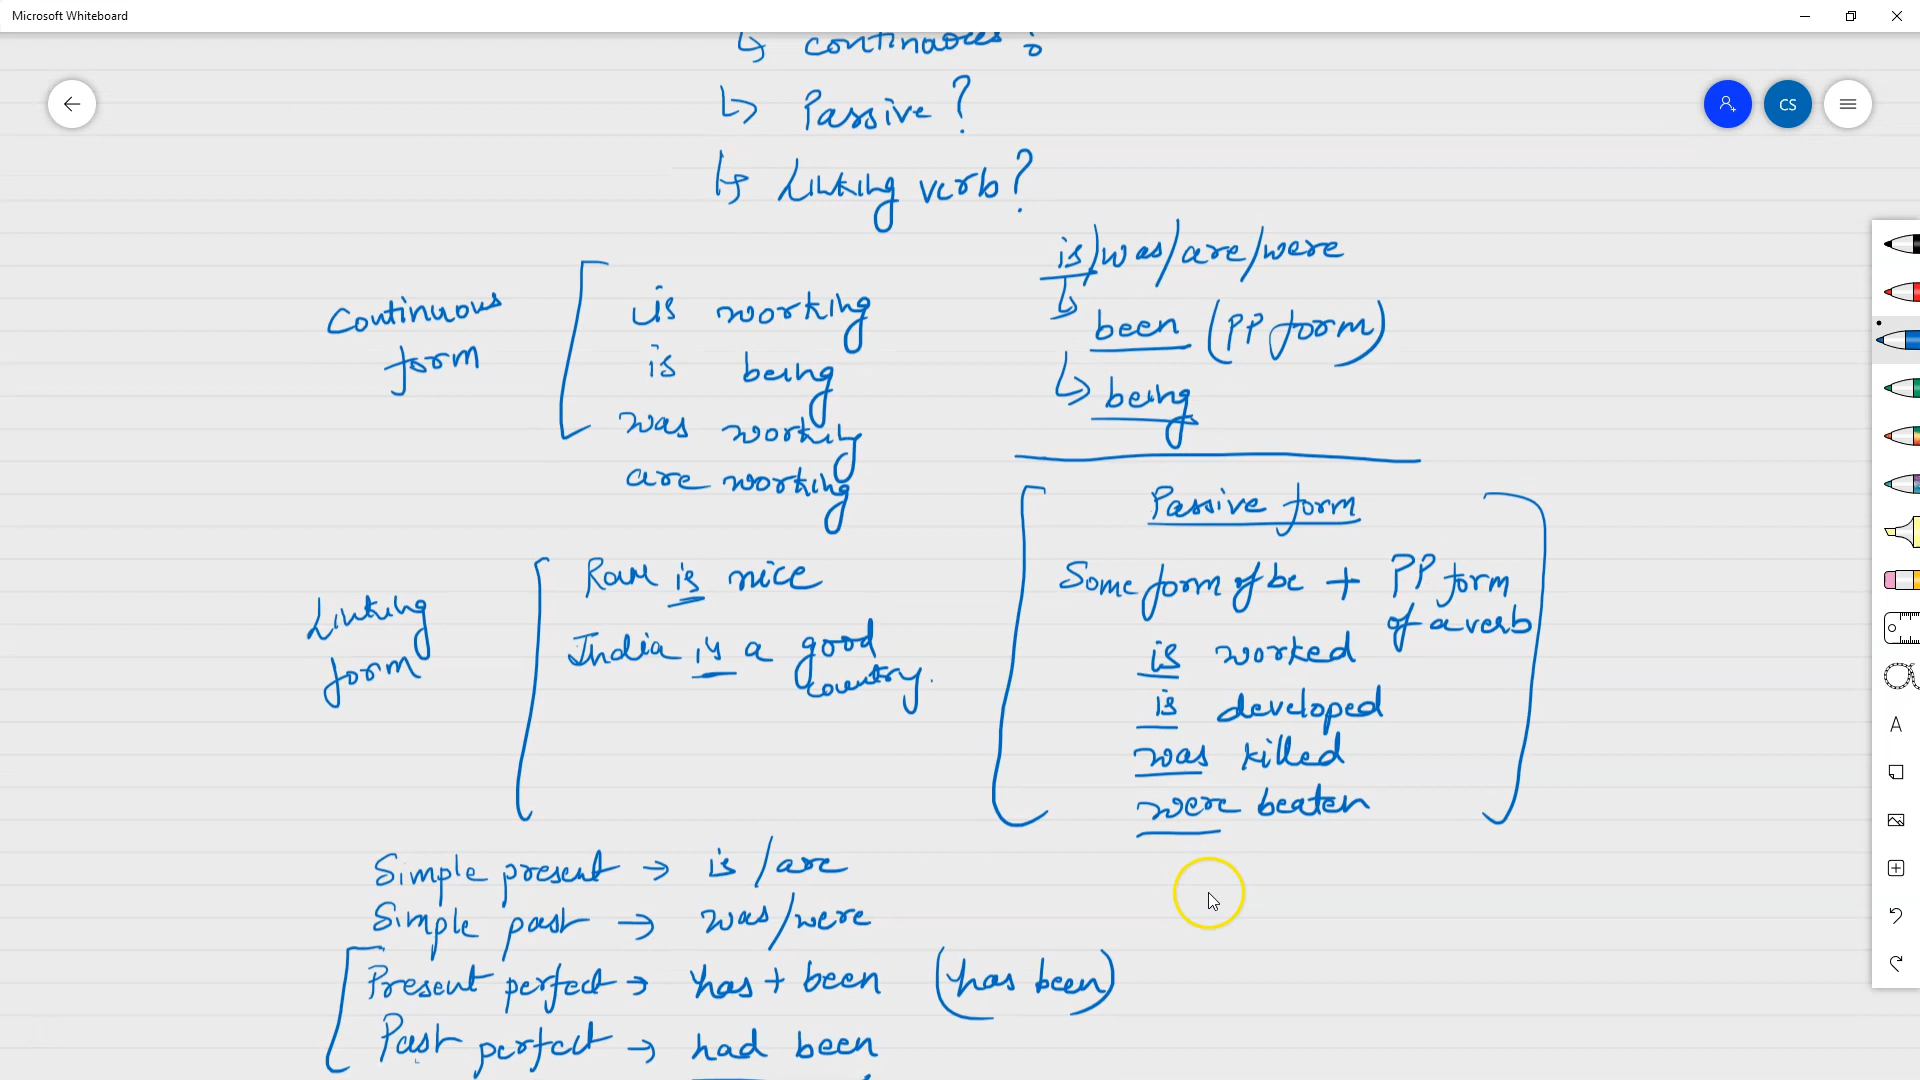 Microsoft Whiteboard
↳ continuous ?
↳ Passive ?
↳ Linking verb ?
CS
is/was/are/were
↳ been (PP form)
↳ being
Continuous form
is working
is being
was working
are working
Passive form
Some form of be + PP form of a verb
is worked
is developed
was killed
were beaten
Linking form
Ram is nice
India is a good country.
Simple present → is / are
Simple past → was/were
Present perfect → has + been (has been)
Past perfect → had been
A